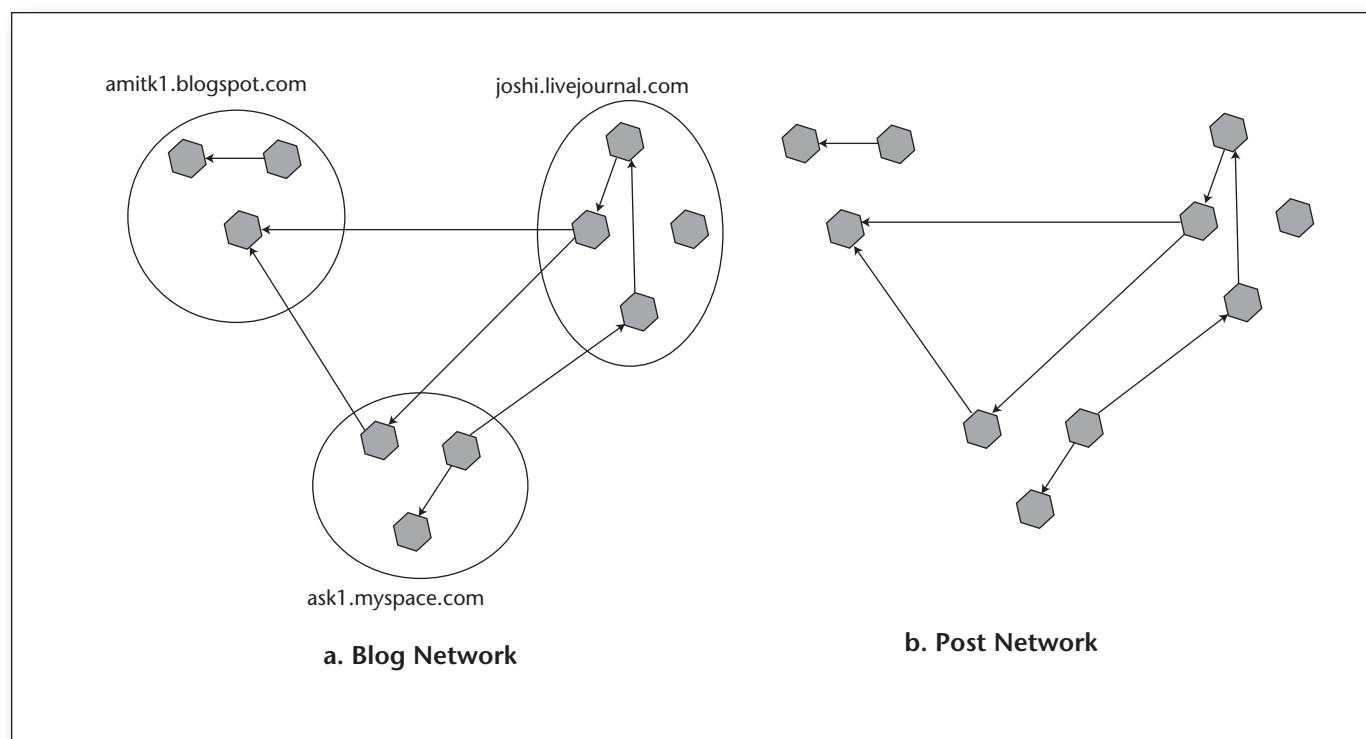 amitk1.blogspot.com
joshi.livejournal.com
ask1.myspace.com
a. Blog Network
b. Post Network